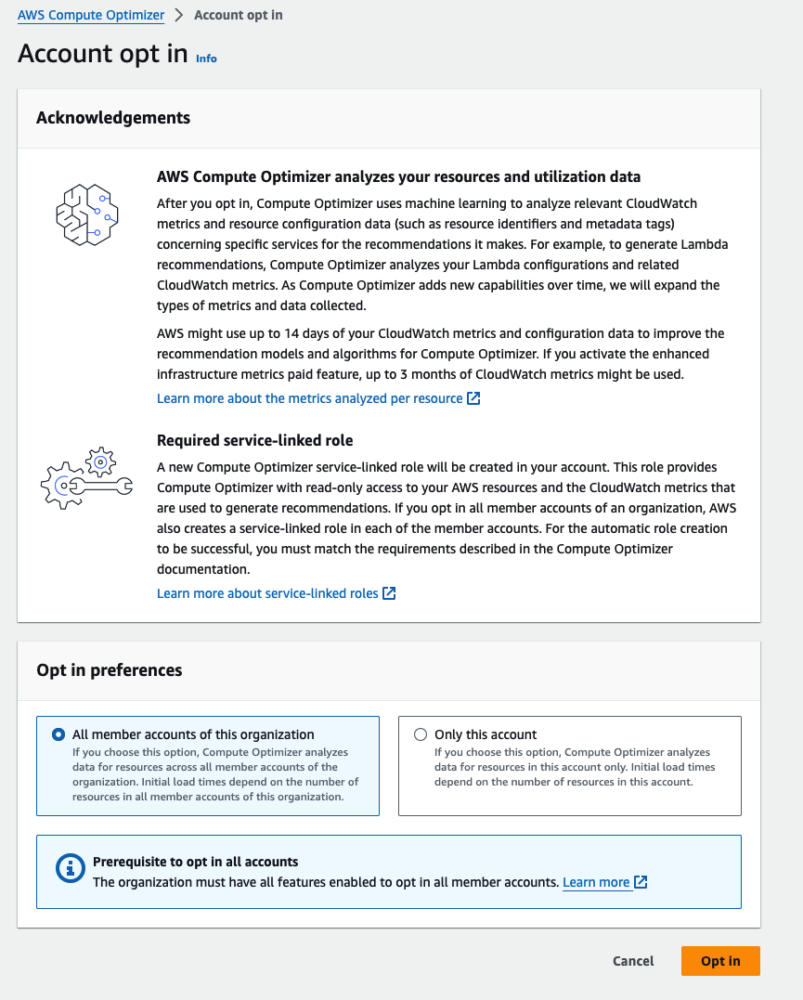 AWS Compute Optimizer > Account opt in
Account opt in Info
Acknowledgements
AWS Compute Optimizer analyzes your resources and utilization data
After you opt in, Compute Optimizer uses machine learning to analyze relevant CloudWatch
metrics and resource configuration data (such as resource identifiers and metadata tags)
concerning specific services for the recommendations it makes. For example, to generate Lambda
recommendations, Compute Optimizer analyzes your Lambda configurations and related
CloudWatch metrics. As Compute Optimizer adds new capabilities over time, we will expand the
types of metrics and data collected.
AWS might use up to 14 days of your CloudWatch metrics and configuration data to improve the
recommendation models and algorithms for Compute Optimizer. If you activate the enhanced
infrastructure metrics paid feature, up to 3 months of CloudWatch metrics might be used.
Learn more about the metrics analyzed per resource
Required service-linked role
A new Compute Optimizer service-linked role will be created in your account. This role provides
Compute Optimizer with read-only access to your AWS resources and the CloudWatch metrics that
are used to generate recommendations. If you opt in all member accounts of an organization, AWS
also creates a service-linked role in each of the member accounts. For the automatic role creation
to be successful, you must match the requirements described in the Compute Optimizer
documentation.
Learn more about service-linked roles
Opt in preferences
All member accounts of this organization
If you choose this option, Compute Optimizer analyzes
data for resources across all member accounts of the
organization. Initial load times depend on the number of
resources in all member accounts of this organization.
Only this account
If you choose this option, Compute Optimizer analyzes
data for resources in this account only. Initial load times
depend on the number of resources in this account.
Prerequisite to opt in all accounts
The organization must have all features enabled to opt in all member accounts. Learn more
Cancel
Opt in